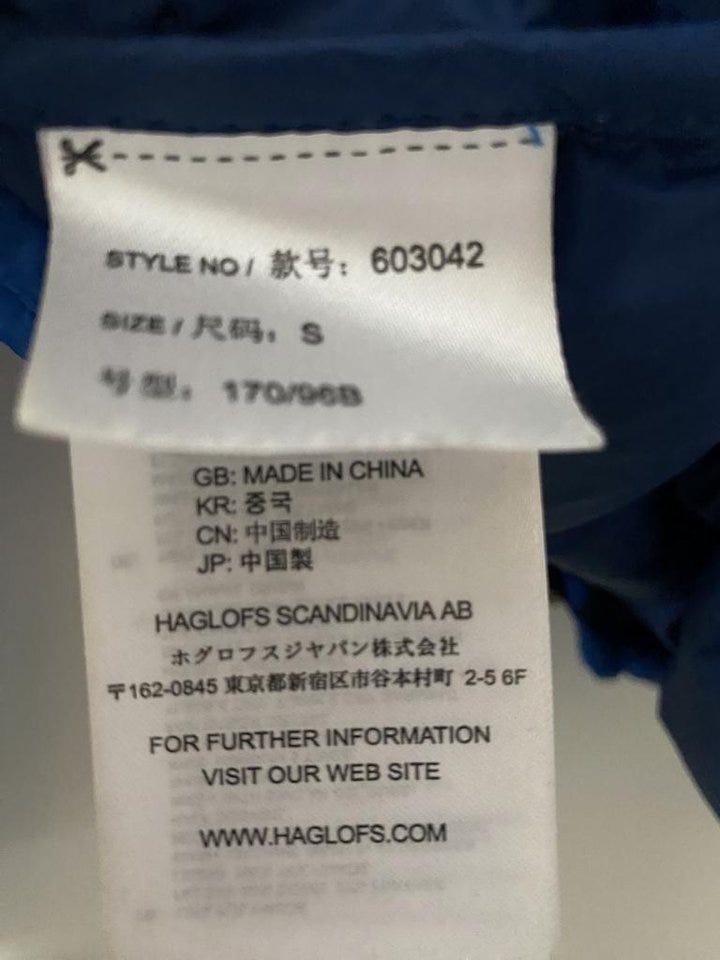 STYLE NO / 款号：603042
SIZE / 尺码：S
号型：170/96B
GB: MADE IN CHINA
KR: 중국
CN: 中国制造
JP: 中国製
HAGLOFS SCANDINAVIA AB
ホグロフスジャパン株式会社
〒162-0845 東京都新宿区市谷本村町 2-5 6F
FOR FURTHER INFORMATION
VISIT OUR WEB SITE
WWW.HAGLOFS.COM